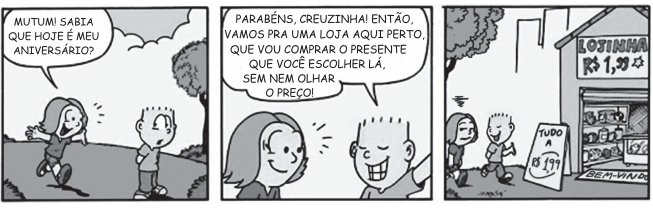 MUTUM! SABIA
QUE HOJE É MEU
ANIVERSÁRIO?
PARABÉNS, CREUZINHA! ENTÃO,
VAMOS PRA UMA LOJA AQUI PERTO,
QUE VOU COMPRAR O PRESENTE
QUE VOCÊ ESCOLHER LÁ,
SEM NEM OLHAR
O PREÇO!
LOJINHA
R$ 1,99
TUDO
A
R$ 1,99
BEM-VINDO